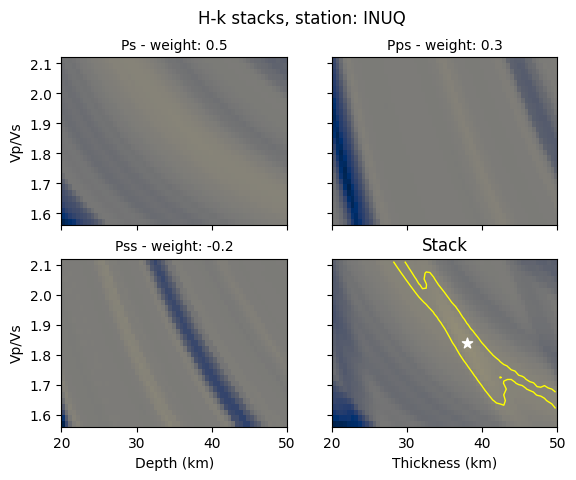 H-k stacks, station: INUQ
Ps - weight: 0.5
Pps - weight: 0.3
Vp/Vs
2.1
2.0
1.9
1.8
1.7
1.6
Pss - weight: -0.2
Stack
Vp/Vs
2.1
2.0
1.9
1.8
1.7
1.6
20 30 40 50
20 30 40 50
Depth (km)
Thickness (km)